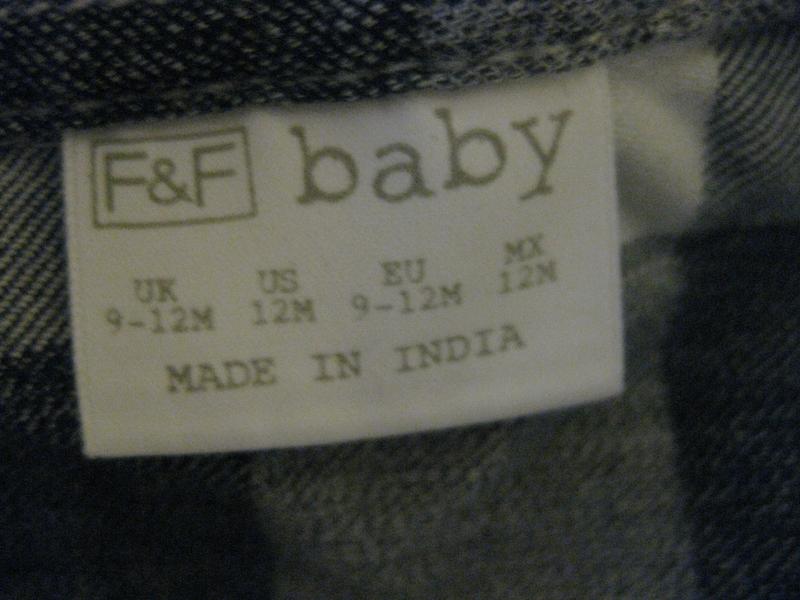 F&F baby
UK US EU MX
9-12M 12M 9-12M 12M
MADE IN INDIA